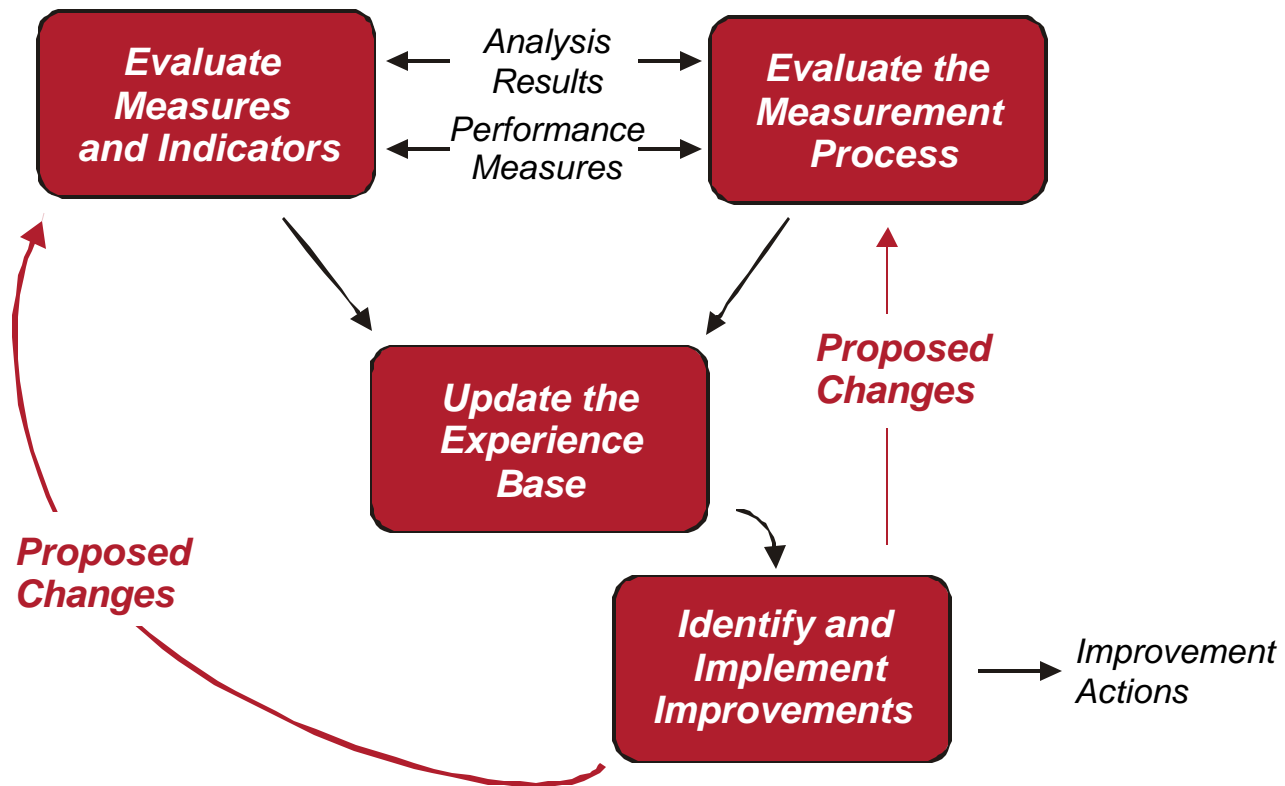 Evaluate
Measures
and Indicators
Analysis
Results
Performance
Measures
Evaluate the
Measurement
Process
Update the
Experience
Base
Proposed
Changes
Proposed
Changes
Identify and
Implement
Improvements
Improvement
Actions